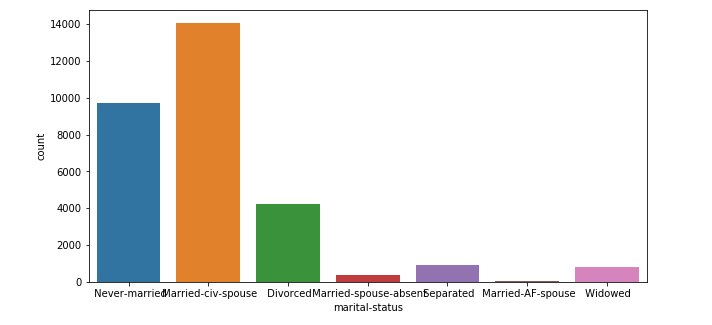 14000
12000
10000
8000
6000
4000
2000
0
count
Never-married Married-civ-spouse Divorced Married-spouse-absent Separated Married-AF-spouse Widowed
marital-status